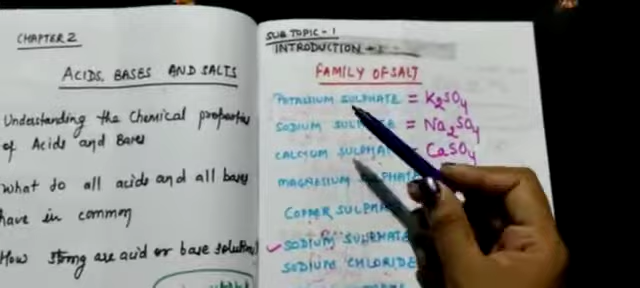 CHAPTER 2
ACIDS, BASES AND SALTS
Understanding the Chemical properties
of Acids and Bases
What do all acids and all bases
have in common
How strong are acid or base solutions
SUB TOPIC - 1
INTRODUCTION
FAMILY OF SALT
POTASSIUM SULPHATE = K₂SO₄
SODIUM = Na₂SO₄
CALCIUM = CaSO₄
MAGNESIUM
COPPER
SODIUM
SODIUM CHLORIDE